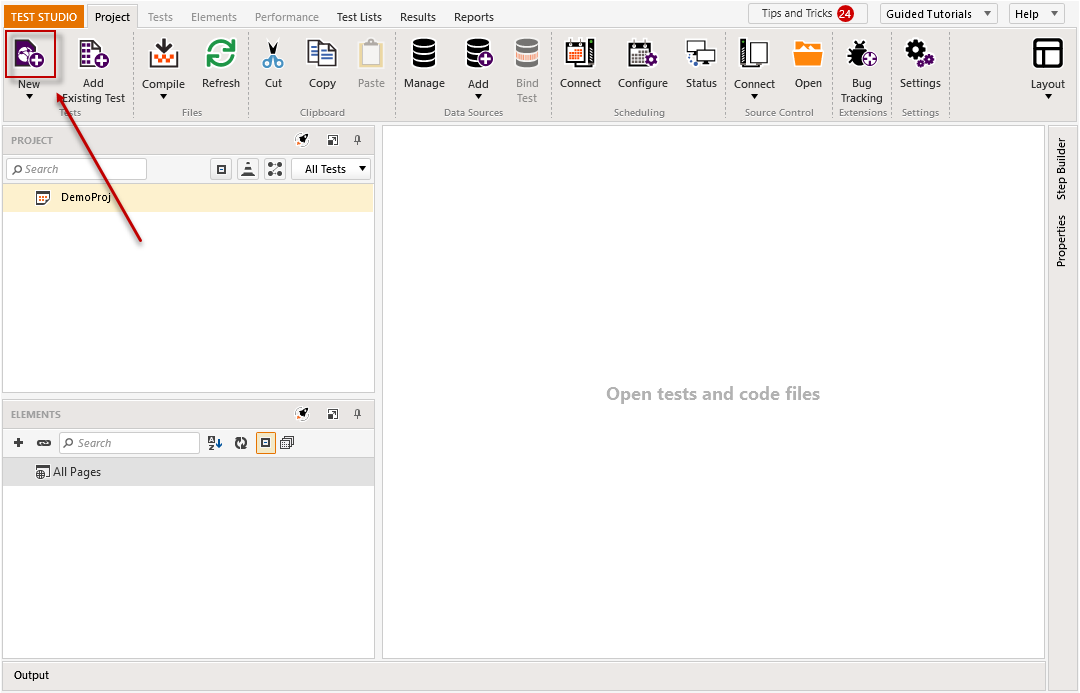 TEST STUDIO Project Tests Elements Performance Test Lists Results Reports Tips and Tricks 24 Guided Tutorials Help
New Add Existing Test Compile Refresh Cut Copy Paste Manage Add Bind Test Connect Configure Status Connect Open Bug Tracking Settings Layout
Tests Files Clipboard Data Sources Scheduling Source Control Extensions Settings
PROJECT
Search All Tests
DemoProj
Open tests and code files
ELEMENTS
Search
All Pages
Step Builder
Properties
Output